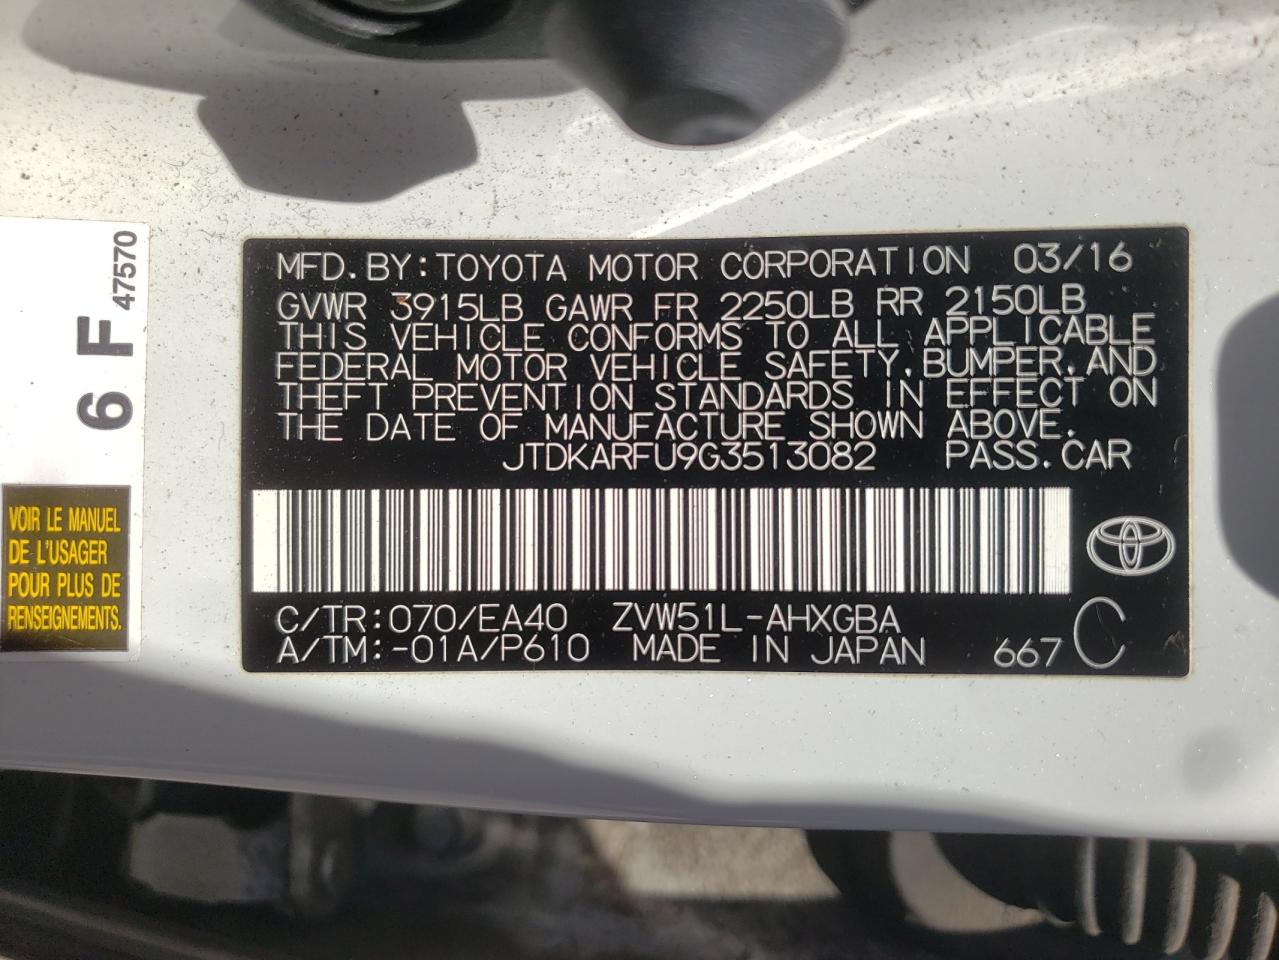 MFD.BY:TOYOTA MOTOR CORPORATION 03/16
GVWR 3915LB GAWR FR 2250LB RR 2150LB
THIS VEHICLE CONFORMS TO ALL APPLICABLE
FEDERAL MOTOR VEHICLE SAFETY,BUMPER,AND
THEFT PREVENTION STANDARDS IN EFFECT ON
THE DATE OF MANUFACTURE SHOWN ABOVE.
JTDKARFU9G3513082 PASS.CAR
C/TR:070/EA40 ZVW51L-AHXGBA
A/TM:-01A/P610 MADE IN JAPAN 667 C
6 F 47570
VOIR LE MANUEL
DE L'USAGER
POUR PLUS DE
RENSEIGNEMENTS.